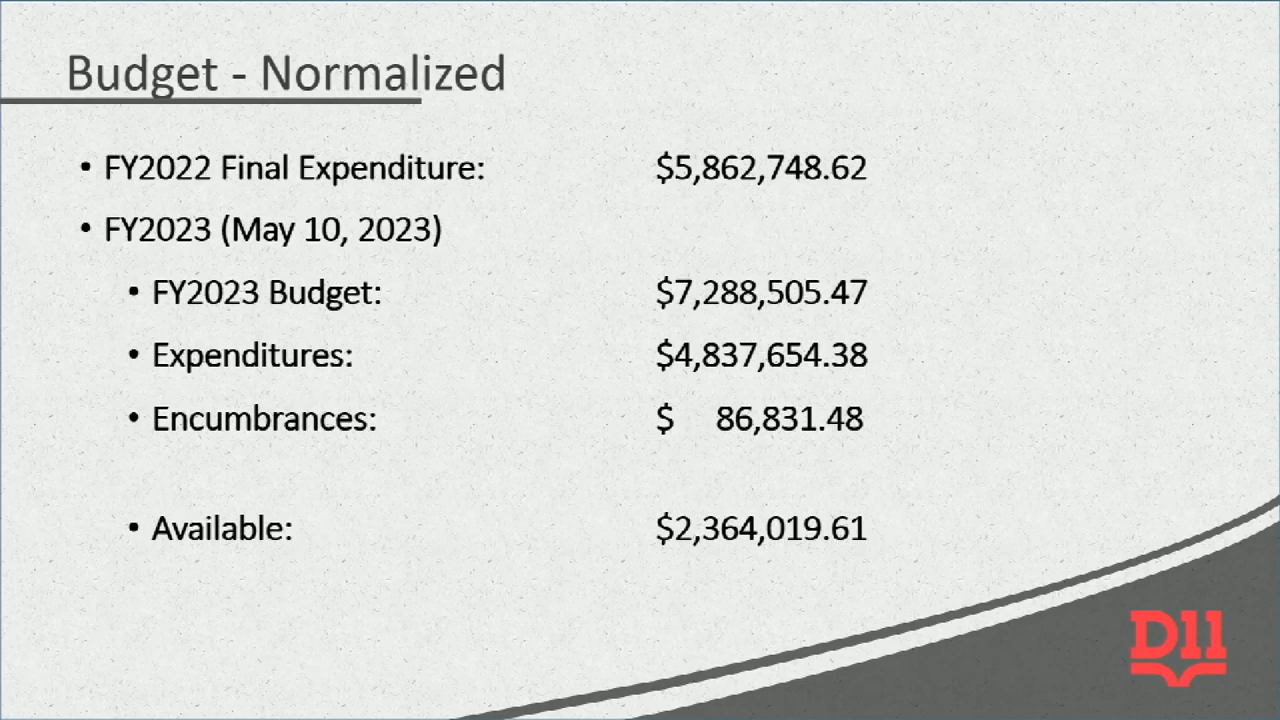 Budget - Normalized
• FY2022 Final Expenditure: $5,862,748.62
• FY2023 (May 10, 2023)
• FY2023 Budget: $7,288,505.47
• Expenditures: $4,837,654.38
• Encumbrances: $ 86,831.48
• Available: $2,364,019.61
D11